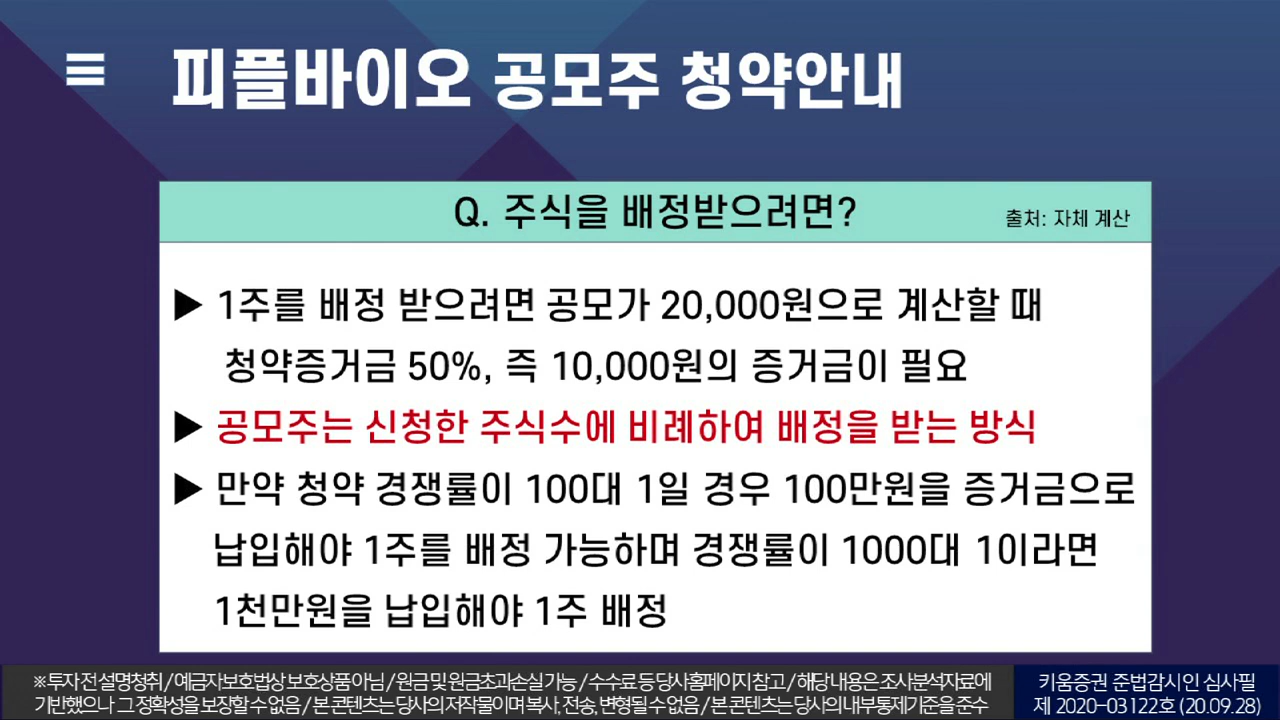 피플바이오 공모주 청약안내
Q. 주식을 배정받으려면?
출처: 자체 계산
▶ 1주를 배정 받으려면 공모가 20,000원으로 계산할 때
청약증거금 50%, 즉 10,000원의 증거금이 필요
▶ 공모주는 신청한 주식수에 비례하여 배정을 받는 방식
▶ 만약 청약 경쟁률이 100대 1일 경우 100만원을 증거금으로
납입해야 1주를 배정 가능하며 경쟁률이 1000대 1이라면
1천만원을 납입해야 1주 배정
※ 투자 전 설명청취 / 예금자보호법상 보호상품 아님 / 원금 및 원금초과손실 가능 / 수수료 등 당사홈페이지 참고 / 해당 내용은 조사분석자료에
기반했으나 그 정확성을 보장할 수 없음 / 본 콘텐츠는 당사의 저작물이며 복사, 전송, 변형될 수 없음 / 본 콘텐츠는 당사의 내부통제기준을 준수
키움증권 준법감시인 심사필
제 2020-03122호 (20.09.28)